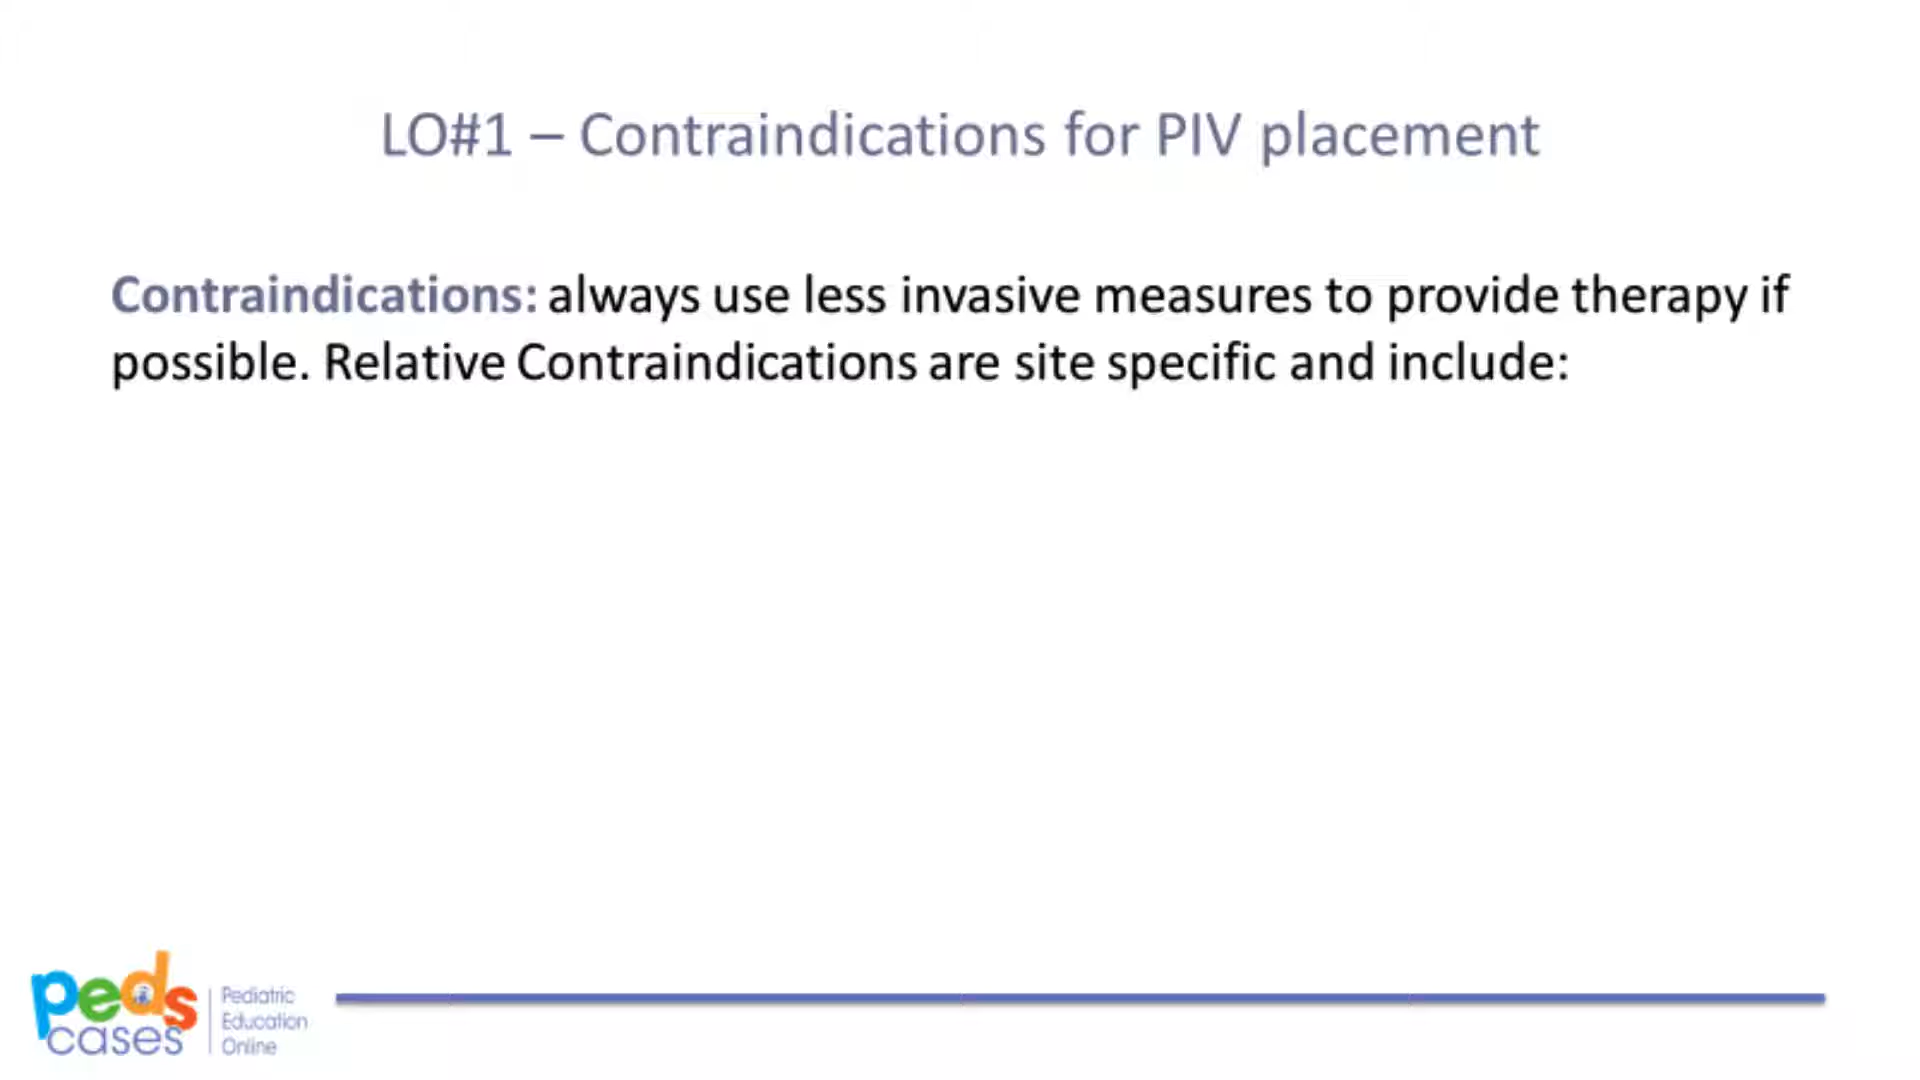 LO#1 – Contraindications for PIV placement
Contraindications: always use less invasive measures to provide therapy if
possible. Relative Contraindications are site specific and include:
peds
cases
Pediatric
Education
Online